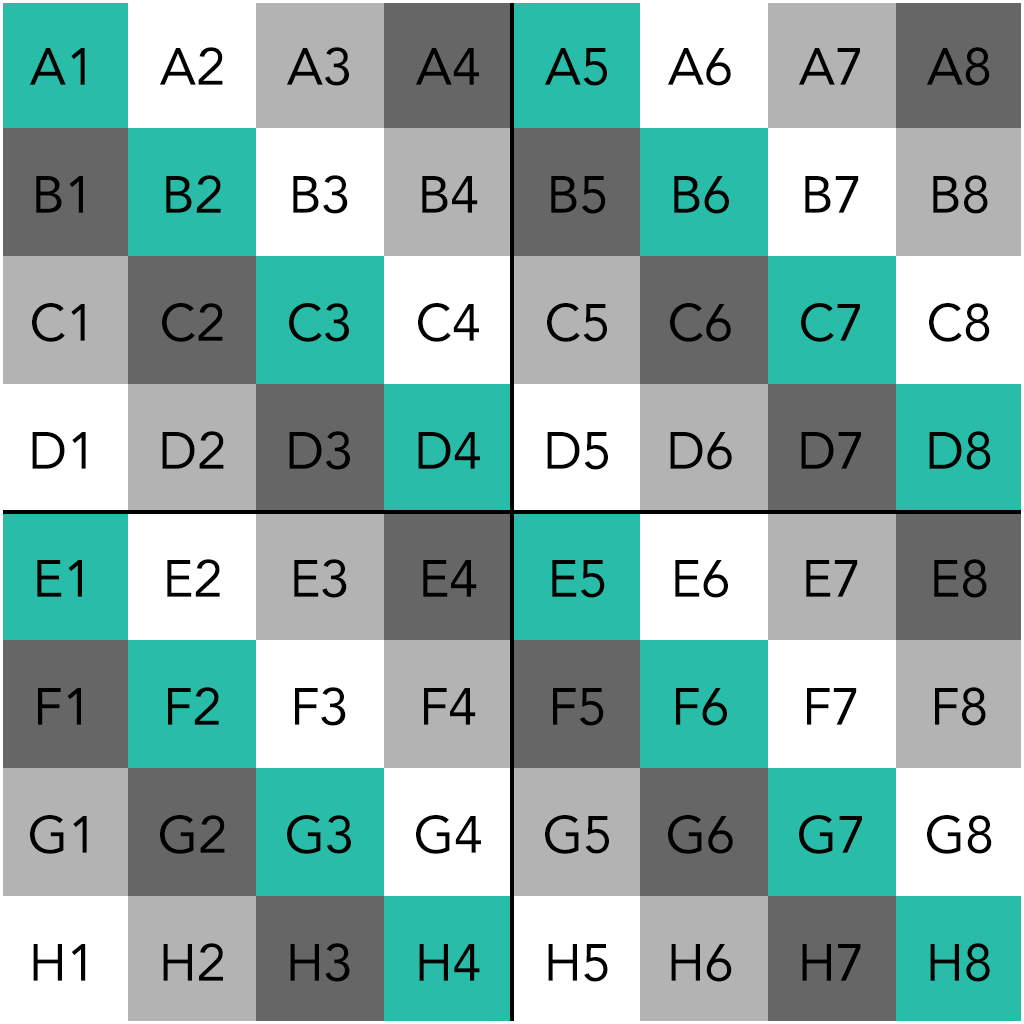 A1 A2 A3 A4 A5 A6 A7 A8
B1 B2 B3 B4 B5 B6 B7 B8
C1 C2 C3 C4 C5 C6 C7 C8
D1 D2 D3 D4 D5 D6 D7 D8
E1 E2 E3 E4 E5 E6 E7 E8
F1 F2 F3 F4 F5 F6 F7 F8
G1 G2 G3 G4 G5 G6 G7 G8
H1 H2 H3 H4 H5 H6 H7 H8